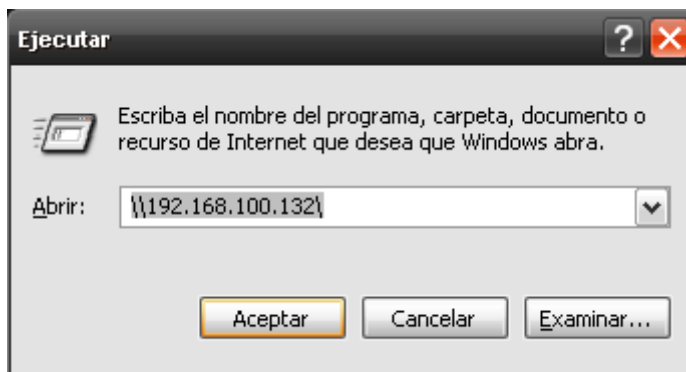 Ejecutar
Escriba el nombre del programa, carpeta, documento o
recurso de Internet que desea que Windows abra.
Abrir: \\192.168.100.132\
Aceptar Cancelar Examinar...